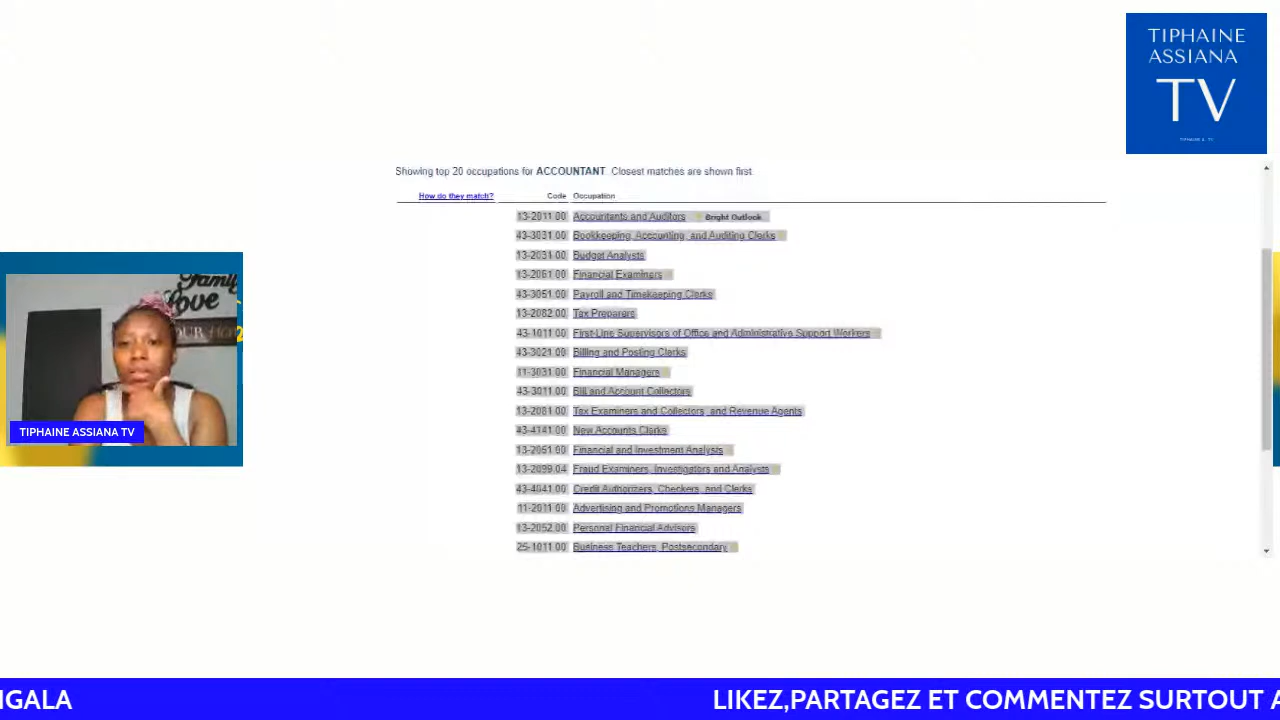 TIPHAINE
ASSIANA
TV
TIPHAINE A. TV
Showing top 20 occupations for ACCOUNTANT. Closest matches are shown first.
How do they match? Code Occupation
13-2011.00 Accountants and Auditors Bright Outlook
43-3031.00 Bookkeeping, Accounting, and Auditing Clerks
13-2031.00 Budget Analysts
13-2061.00 Financial Examiners
43-3051.00 Payroll and Timekeeping Clerks
13-2082.00 Tax Preparers
43-1011.00 First-Line Supervisors of Office and Administrative Support Workers
43-3021.00 Billing and Posting Clerks
11-3031.00 Financial Managers
43-3011.00 Bill and Account Collectors
13-2081.00 Tax Examiners and Collectors, and Revenue Agents
43-4141.00 New Accounts Clerks
13-2051.00 Financial and Investment Analysts
13-2099.04 Fraud Examiners, Investigators and Analysts
43-4041.00 Credit Authorizers, Checkers, and Clerks
11-2011.00 Advertising and Promotions Managers
13-2052.00 Personal Financial Advisors
25-1011.00 Business Teachers, Postsecondary
Family
Love
OUR
TIPHAINE ASSIANA TV
NGALA LIKEZ,PARTAGEZ ET COMMENTEZ SURTOUT A